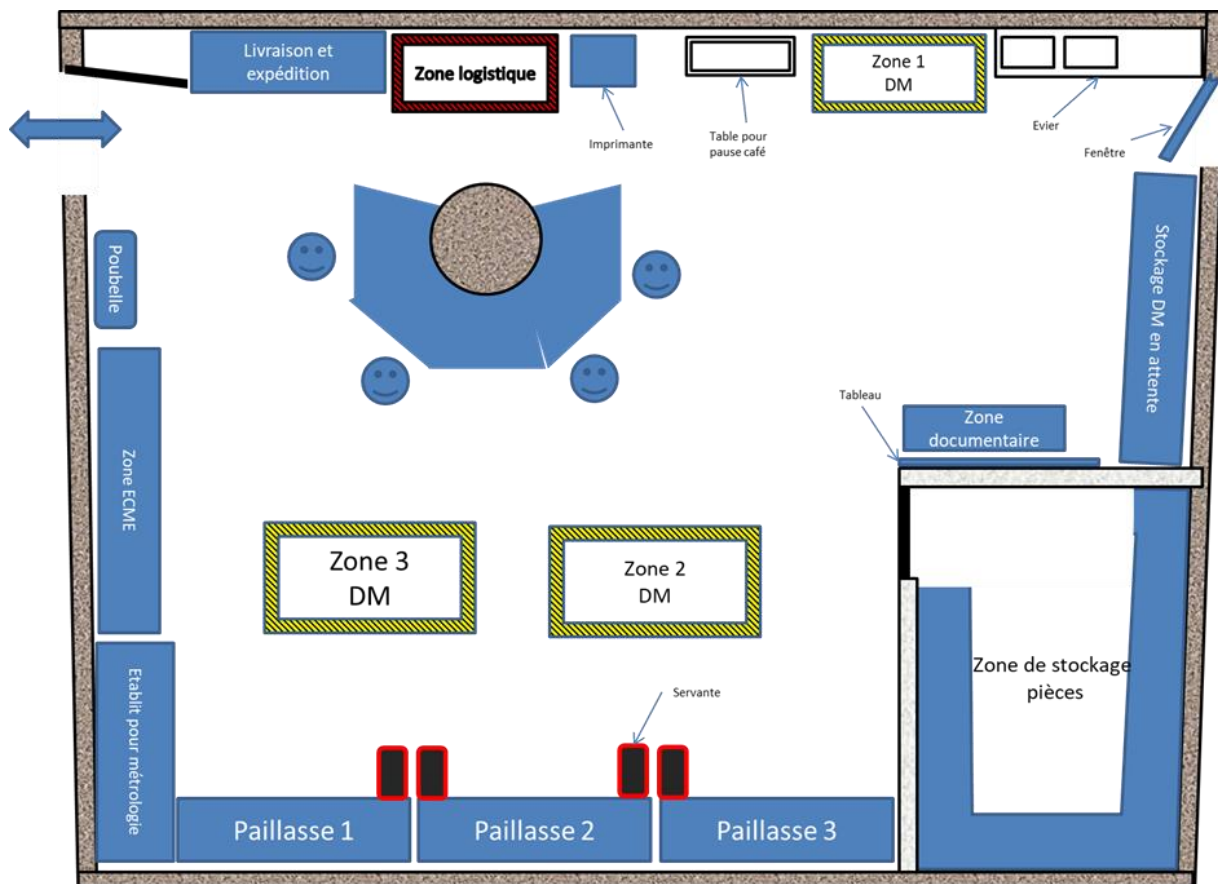 Livraison et
expédition
Zone logistique
Imprimante
Table pour
pause café
Zone 1
DM
Evier
Fenêtre
Poubelle
Stockage DM en attente
Tableau
Zone
documentaire
Zone ECME
Zone 3
DM
Zone 2
DM
Etablit pour métrologie
Servante
Zone de stockage
pièces
Paillasse 1
Paillasse 2
Paillasse 3